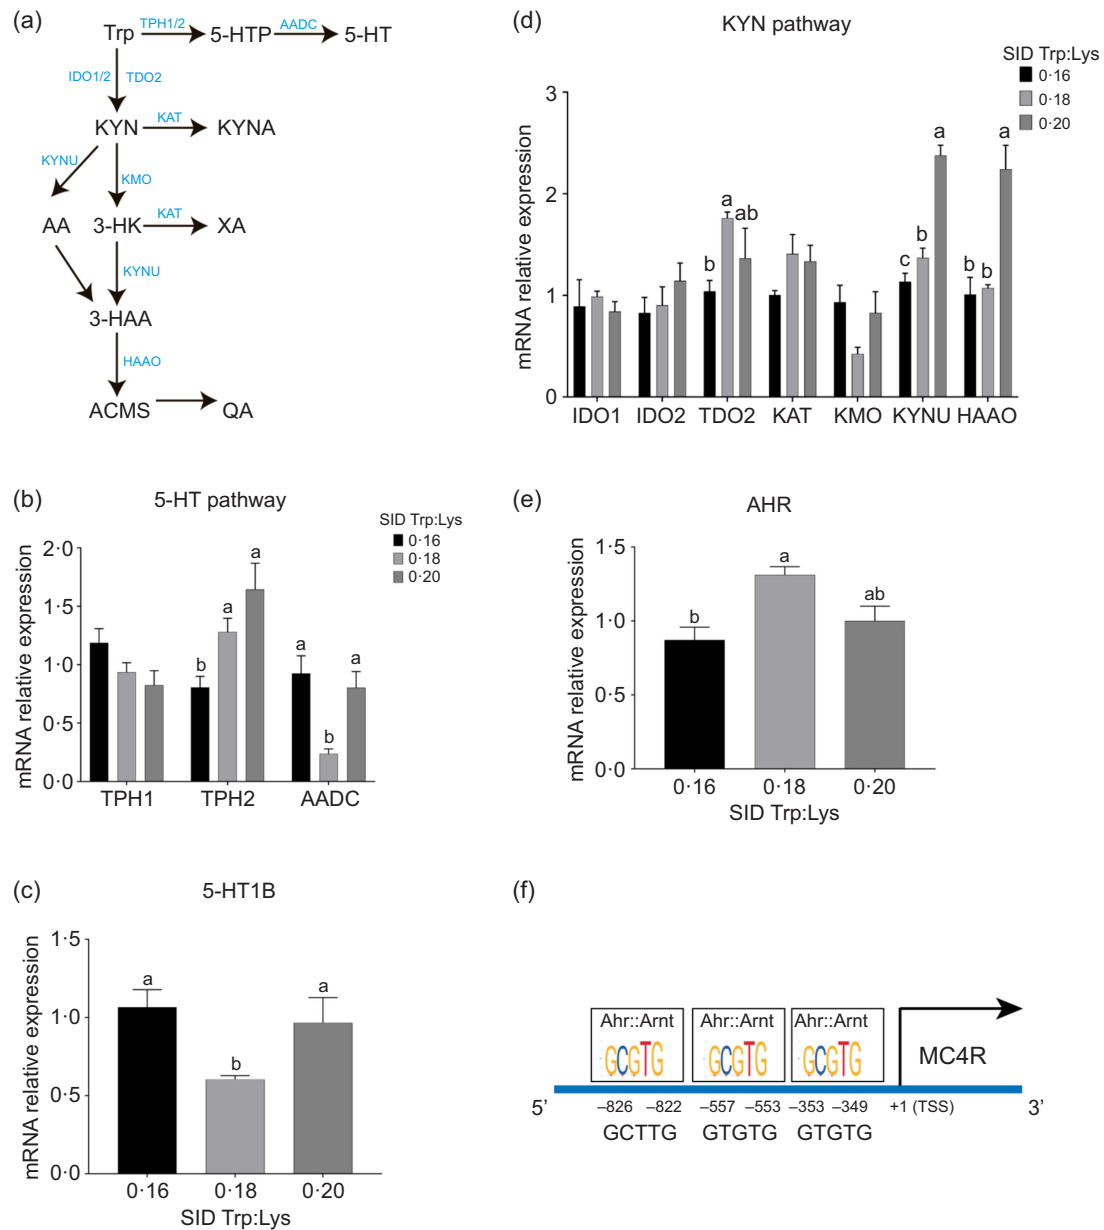 (a)
Trp TPH1/2 5-HTP AADC 5-HT
IDO1/2 TDO2
KYN KAT KYNA
KYNU
KMO
AA 3-HK KAT XA
KYNU
3-HAA
HAAO
ACMS QA
(b)
5-HT pathway
SID Trp:Lys
0·16
0·18
0·20
mRNA relative expression
2·0
1·5
1·0
0·5
0·0
b a a
a b a
TPH1 TPH2 AADC
(c)
5-HT1B
mRNA relative expression
1·5
1·0
0·5
0·0
a b a
0·16 0·18 0·20
SID Trp:Lys
(d)
KYN pathway
SID Trp:Lys
0·16
0·18
0·20
mRNA relative expression
3
2
1
0
b a ab
c b a
b b a
IDO1 IDO2 TDO2 KAT KMO KYNU HAAO
(e)
AHR
mRNA relative expression
1·5
1·0
0·5
0·0
b a ab
0·16 0·18 0·20
SID Trp:Lys
(f)
Ahr::Arnt Ahr::Arnt Ahr::Arnt
GCGTG GCGTG GCGTG
MC4R
5’ –826 –822 –557 –553 –353 –349 +1 (TSS) 3’
GCTTG GTGTG GTGTG